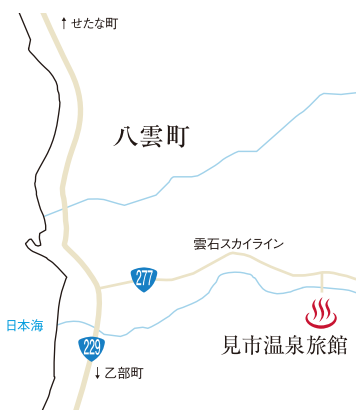 ↑せたな町
八雲町
雲石スカイライン
277
日本海
見市温泉旅館
229
↓乙部町